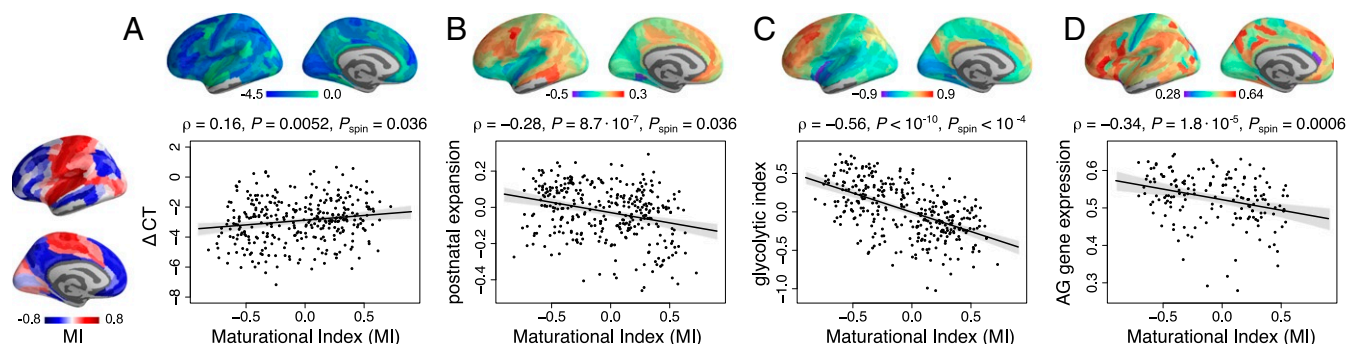 A
B
C
D
-4.5 0.0
-0.5 0.3
-0.9 0.9
0.28 0.64
ρ = 0.16, P = 0.0052, Pspin = 0.036
ρ = −0.28, P = 8.7 · 10-7, Pspin = 0.036
ρ = −0.56, P < 10-10, Pspin < 10-4
ρ = −0.34, P = 1.8 · 10-5, Pspin = 0.0006
-0.8 0.8
MI
Δ CT
2
0
−2
−4
−6
−8
−0.5 0.0 0.5
Maturational Index (MI)
postnatal expansion
0.2
0.0
−0.2
−0.4
−0.5 0.0 0.5
Maturational Index (MI)
glycolytic index
1.0
0.5
0.0
−0.5
−1.0
−0.5 0.0 0.5
Maturational Index (MI)
AG gene expression
0.6
0.5
0.4
0.3
−0.5 0.0 0.5
Maturational Index (MI)